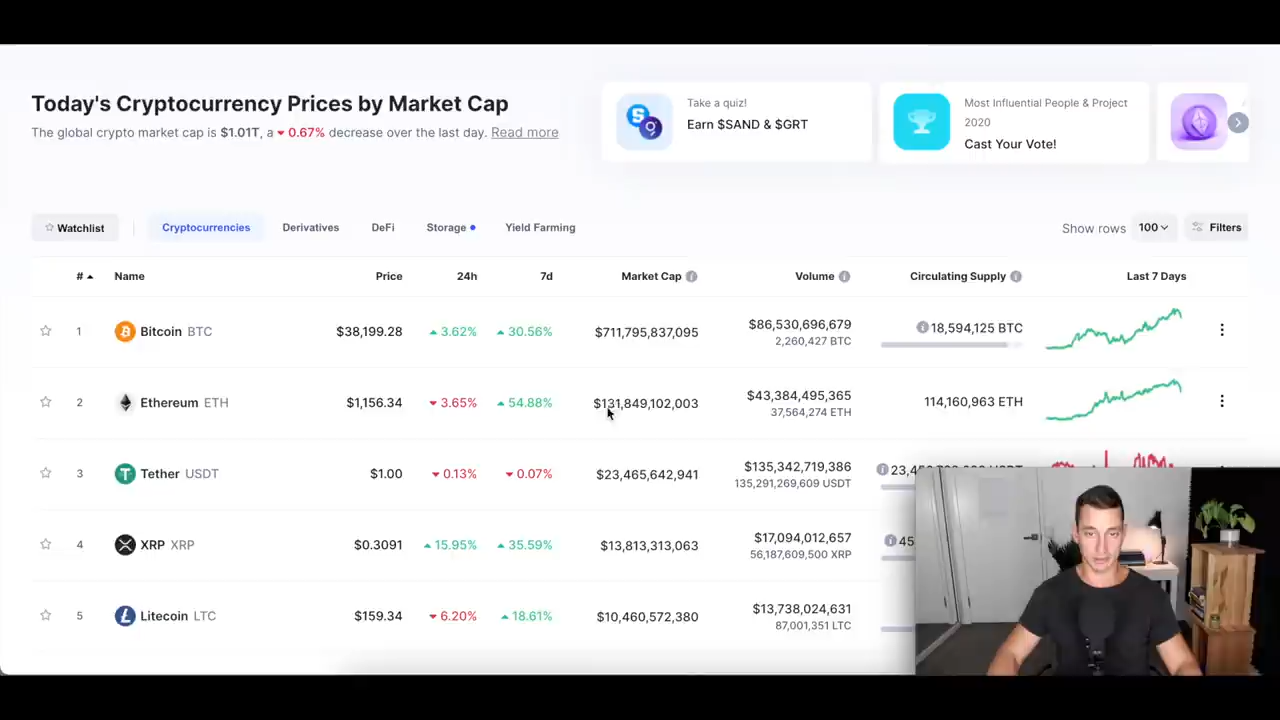 Today's Cryptocurrency Prices by Market Cap
The global crypto market cap is $1.01T, a 0.67% decrease over the last day. Read more
Take a quiz!
Earn $SAND & $GRT
Most Influential People & Project
2020
Cast Your Vote!
Watchlist Cryptocurrencies Derivatives DeFi Storage Yield Farming Show rows 100 Filters
# Name Price 24h 7d Market Cap Volume Circulating Supply Last 7 Days
1 Bitcoin BTC $38,199.28 3.62% 30.56% $711,795,837,095 $86,530,696,679 18,594,125 BTC
2,260,427 BTC
2 Ethereum ETH $1,156.34 3.65% 54.88% $131,849,102,003 $43,384,495,365 114,160,963 ETH
37,564,274 ETH
3 Tether USDT $1.00 0.13% 0.07% $23,465,642,941 $135,342,719,386
135,291,269,609 USDT
4 XRP XRP $0.3091 15.95% 35.59% $13,813,313,063 $17,094,012,657 45
56,187,609,500 XRP
5 Litecoin LTC $159.34 6.20% 18.61% $10,460,572,380 $13,738,024,631
87,001,351 LTC